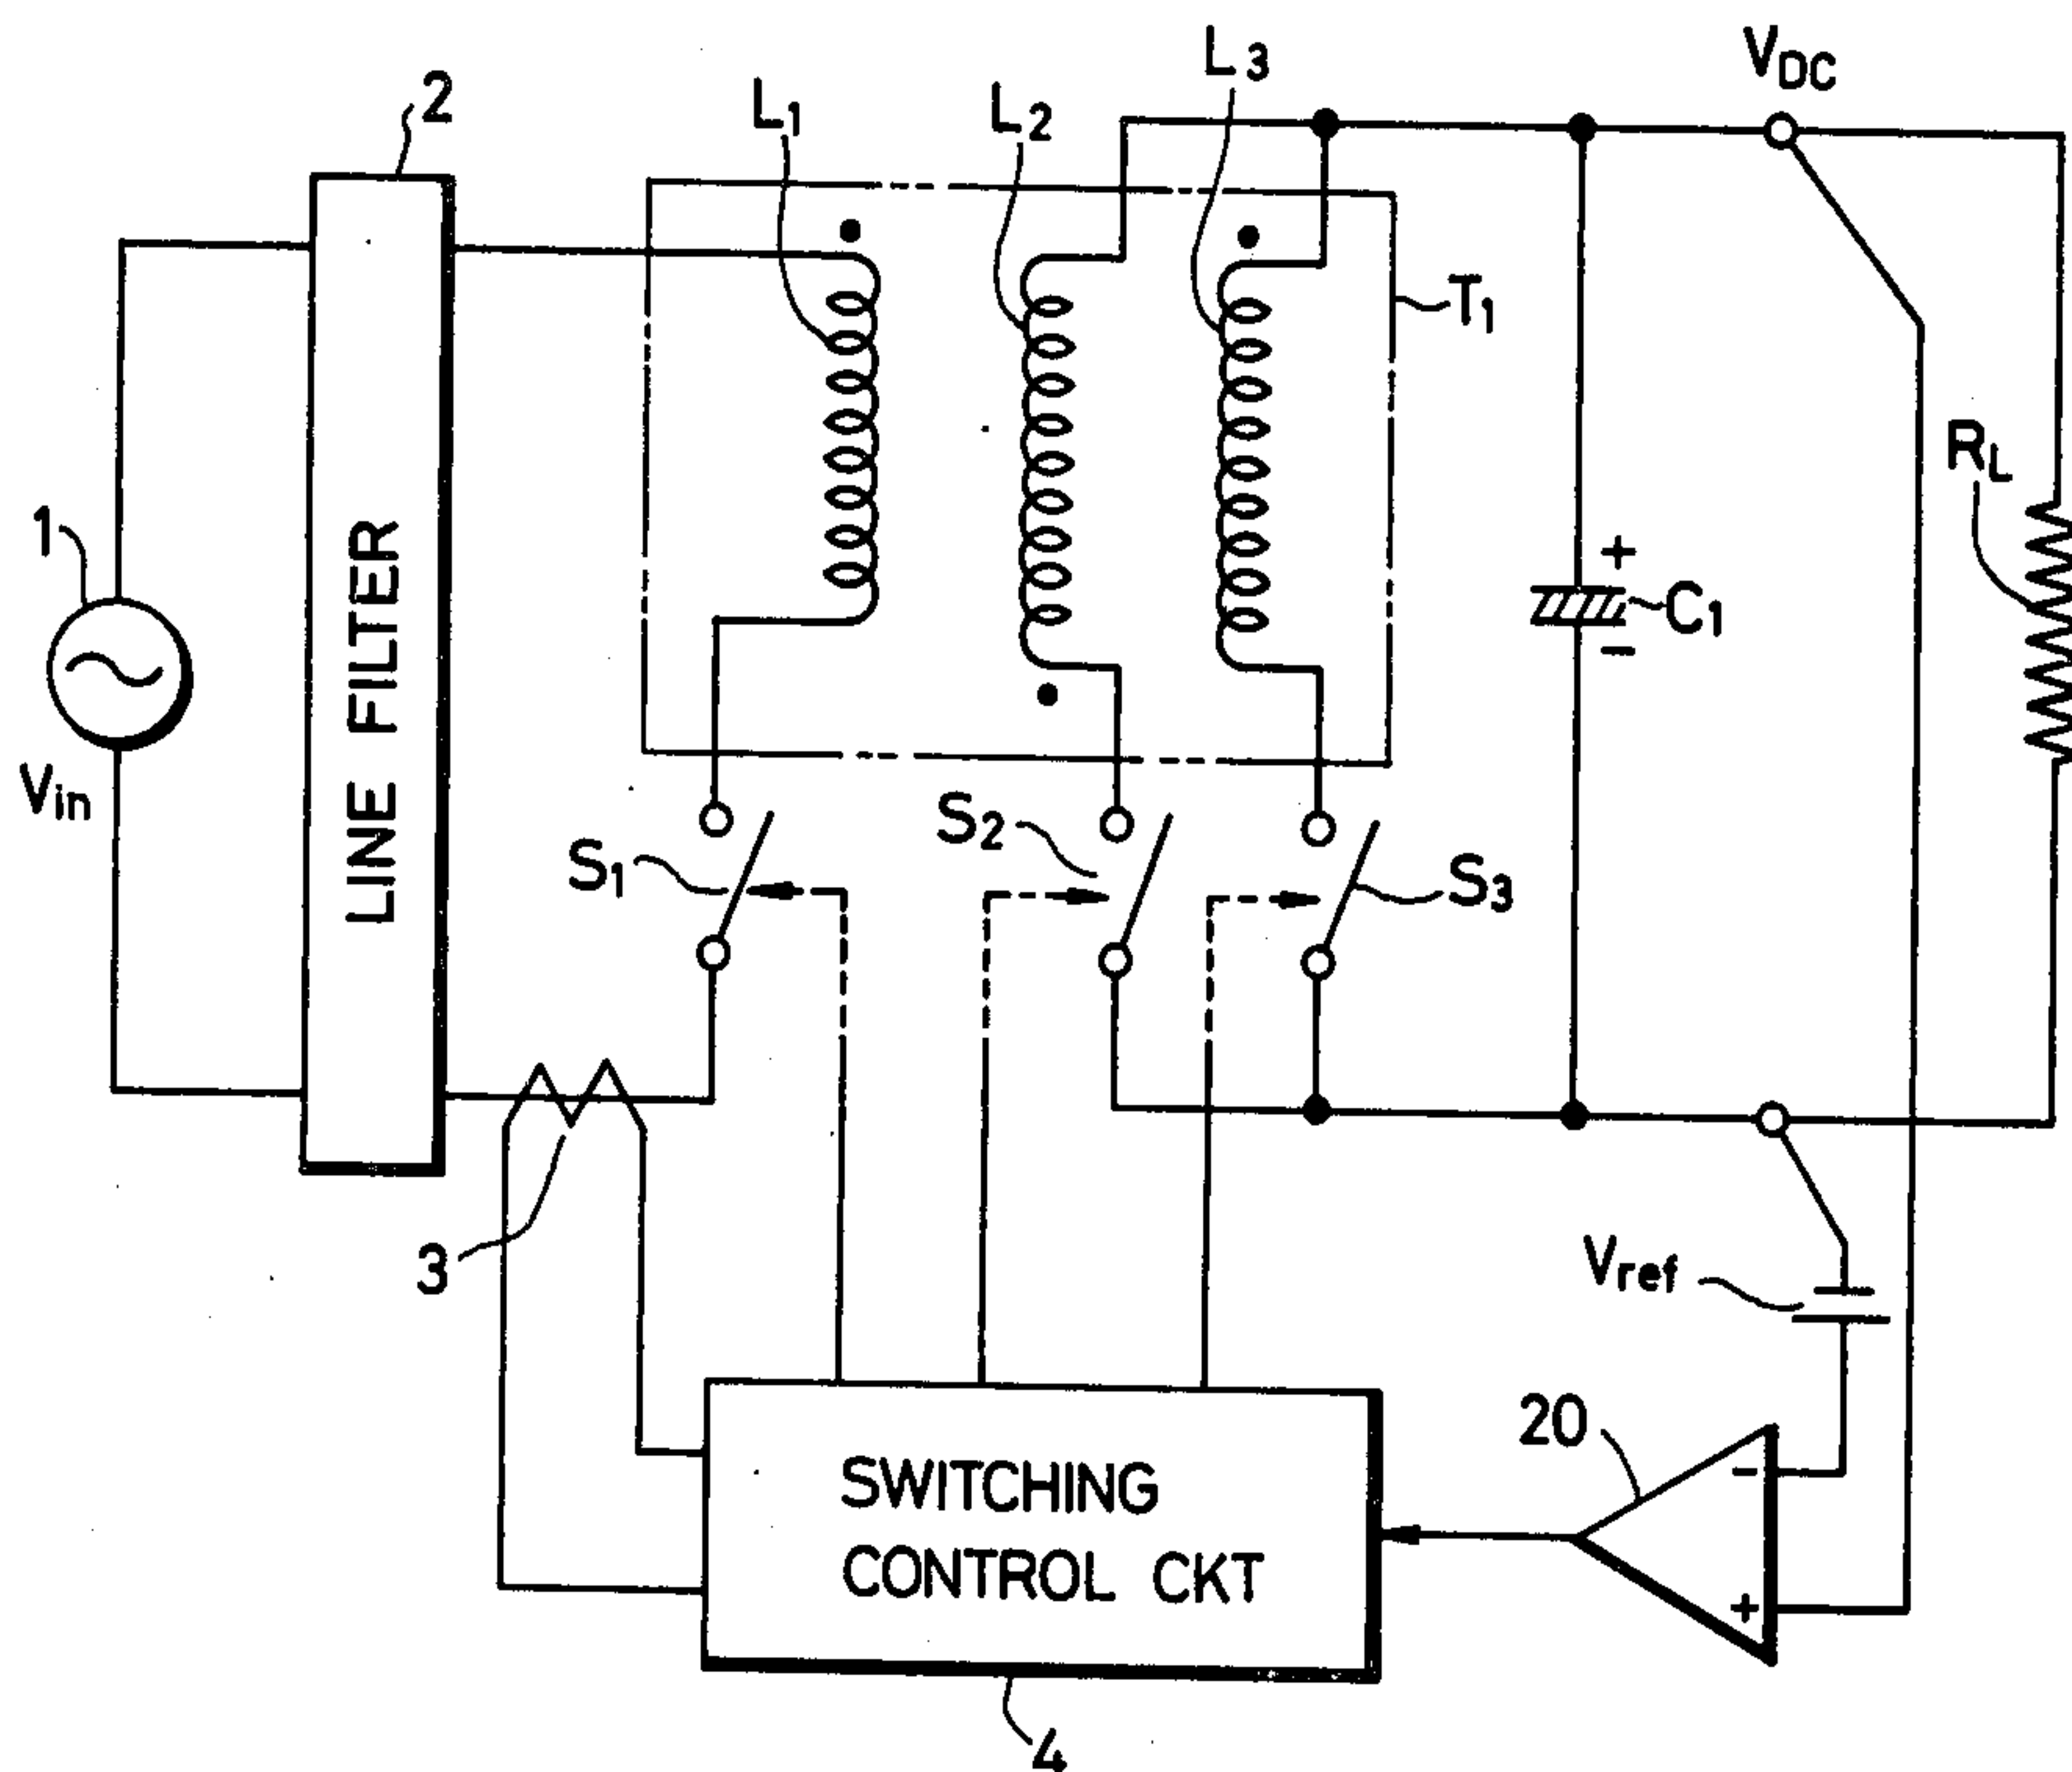 2
L1
L2
L3
VDC
T1
1
LINE FILTER
RL
+
C1
−
Vin
S1
S2
S3
3
Vref
20
−
SWITCHING
CONTROL CKT
+
4